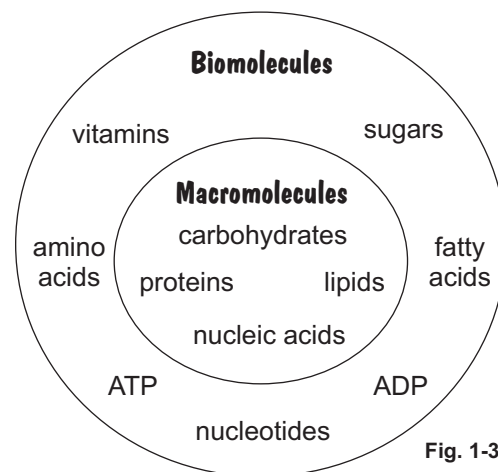 Biomolecules
vitamins
sugars
Macromolecules
carbohydrates
amino
acids
proteins
lipids
fatty
acids
nucleic acids
ATP
ADP
nucleotides
Fig. 1-3